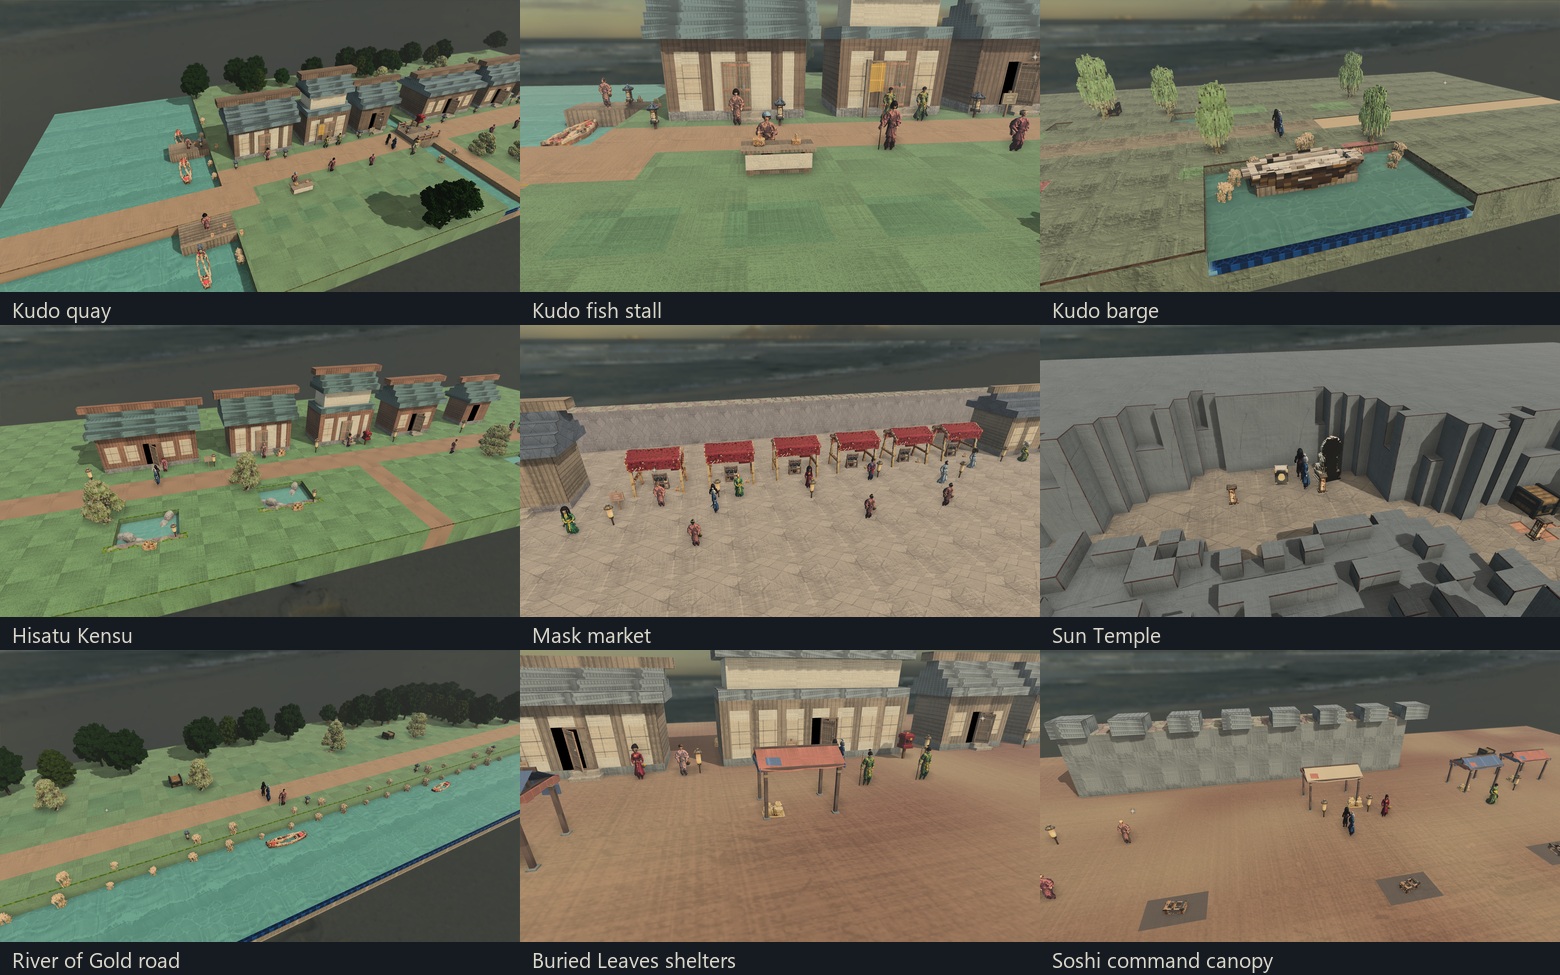 Kudo quay
Kudo fish stall
Kudo barge
Hisatu Kensu
Mask market
Sun Temple
River of Gold road
Buried Leaves shelters
Soshi command canopy